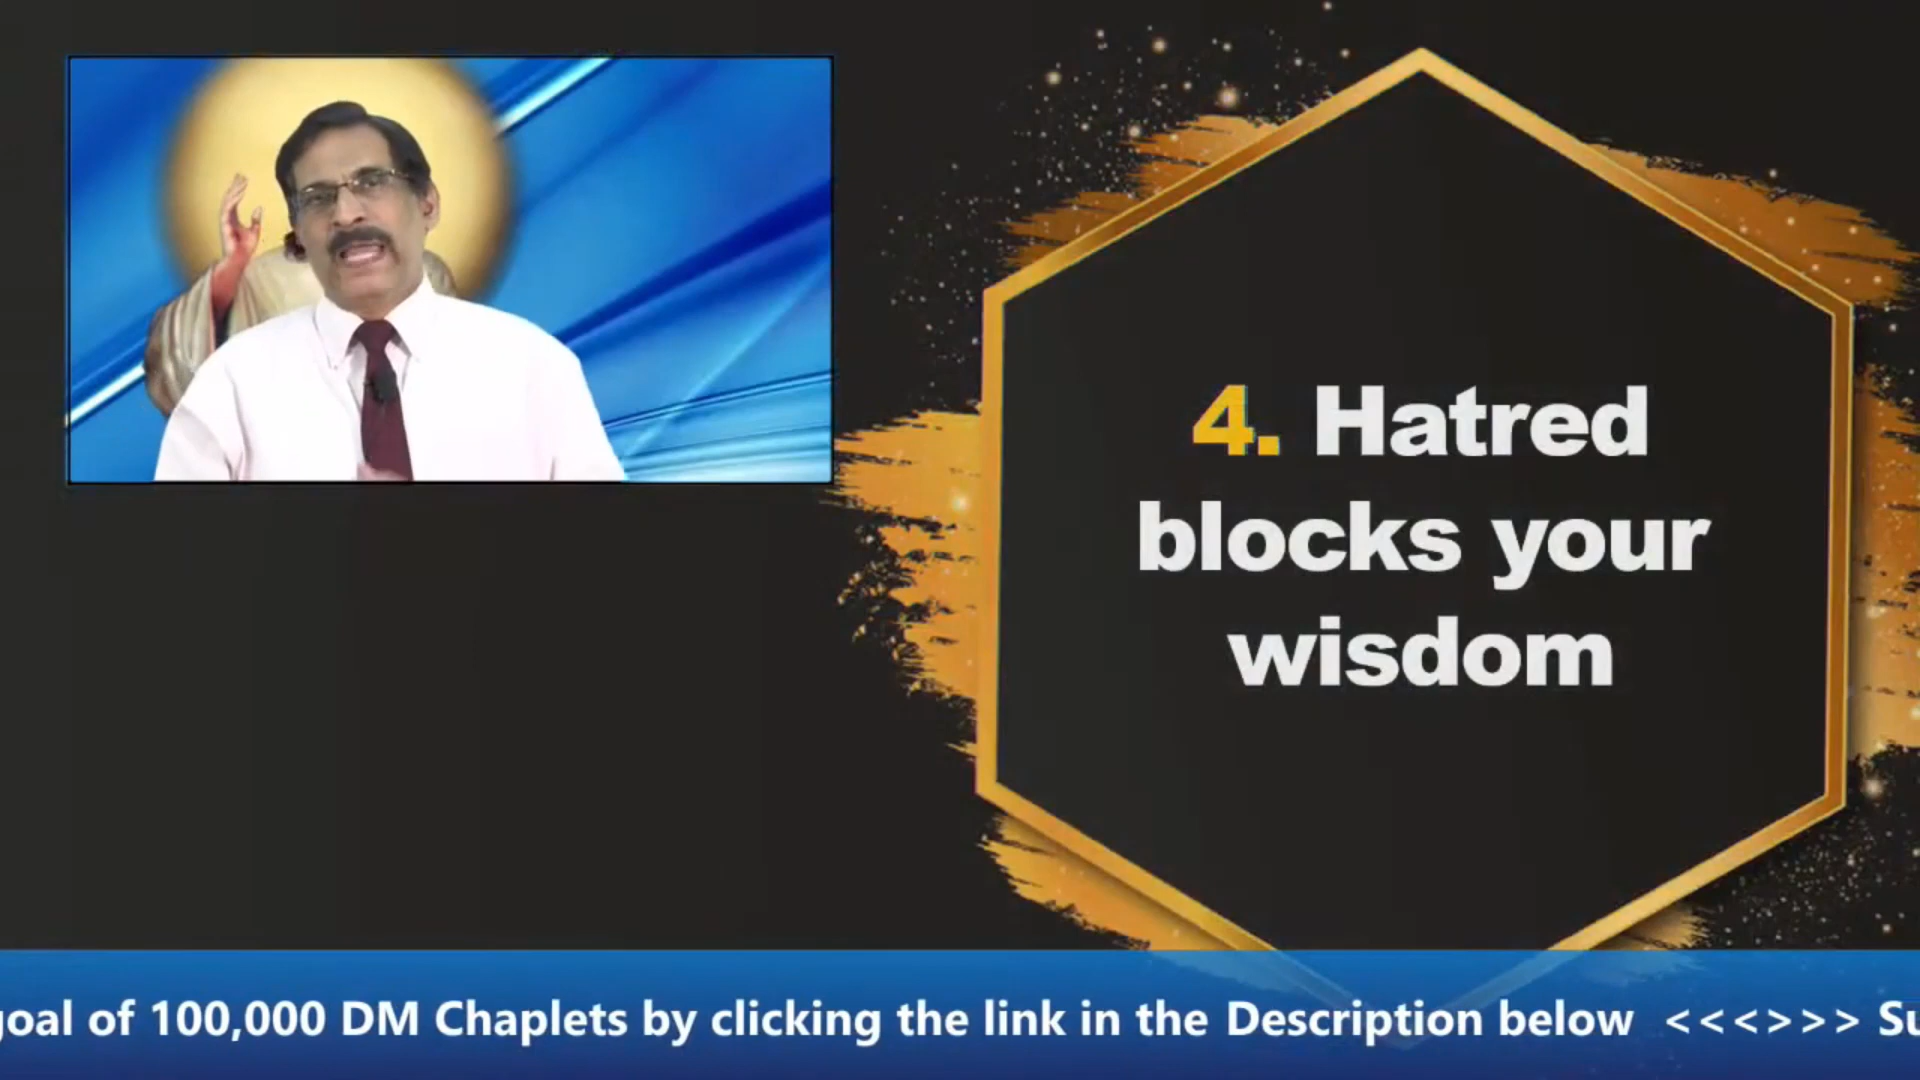 4. Hatred
blocks your
wisdom
goal of 100,000 DM Chaplets by clicking the link in the Description below <<<>>> Su